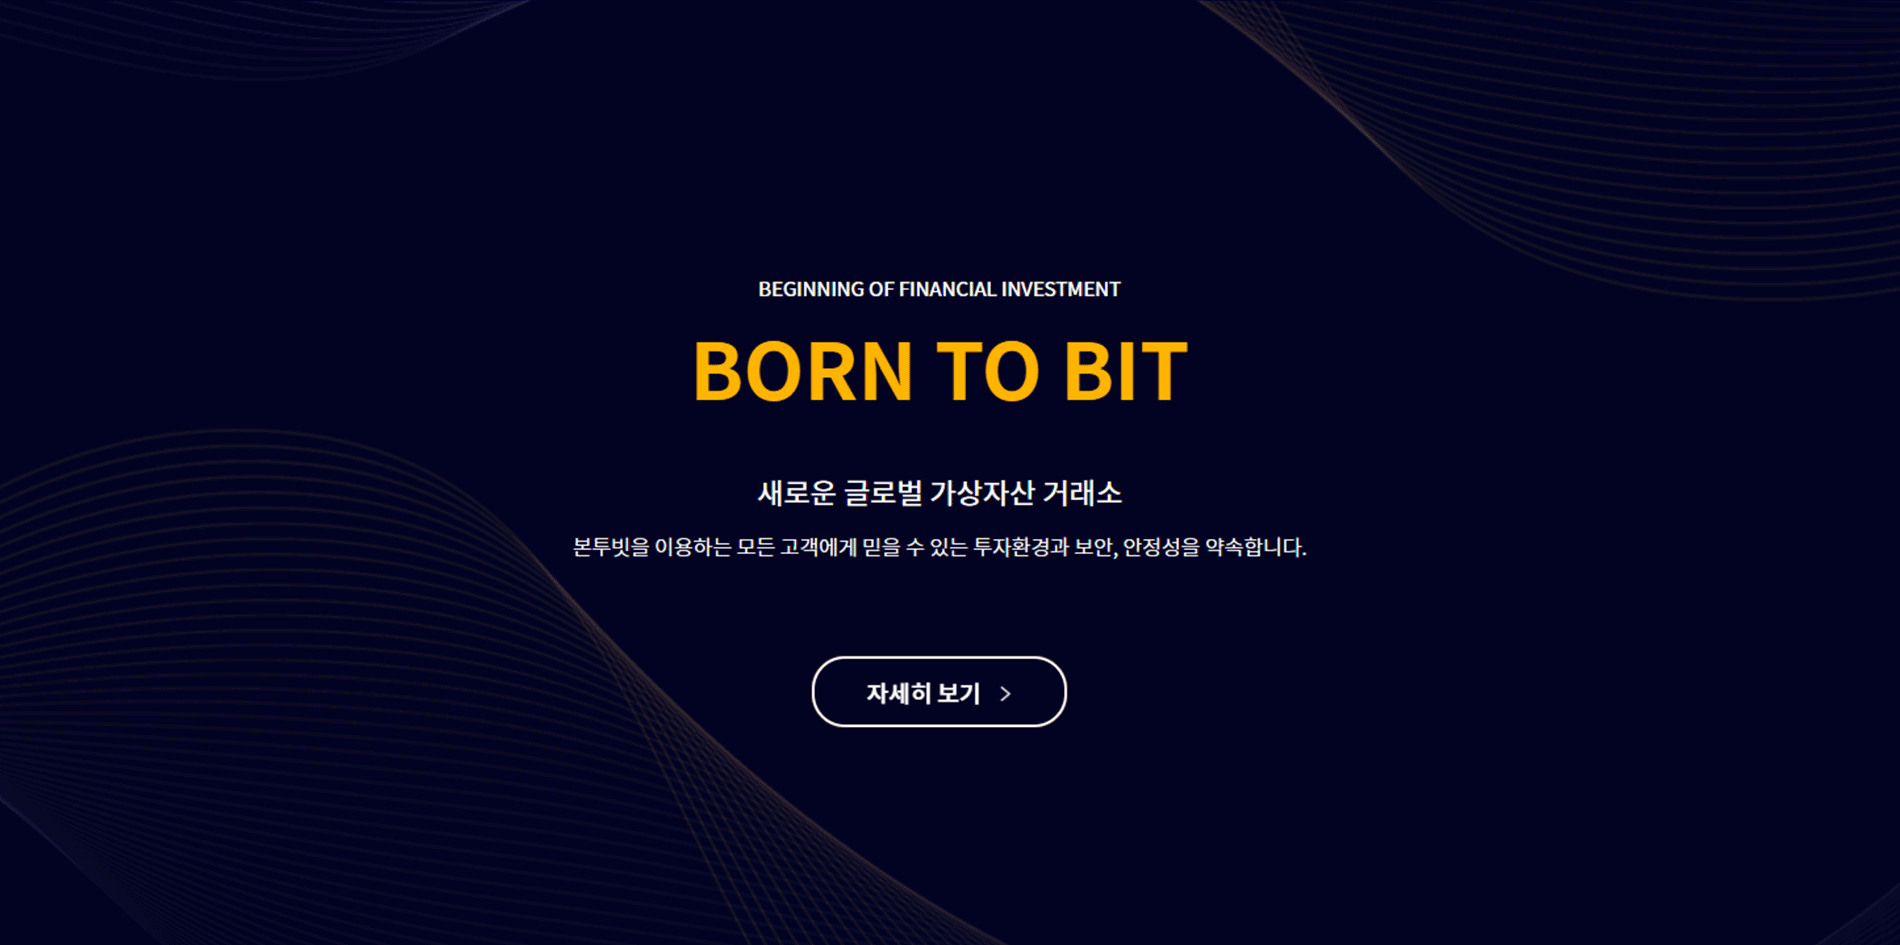 BEGINNING OF FINANCIAL INVESTMENT
BORN TO BIT
새로운 글로벌 가상자산 거래소
본투빗을 이용하는 모든 고객에게 믿을 수 있는 투자환경과 보안, 안정성을 약속합니다.
자세히 보기 >